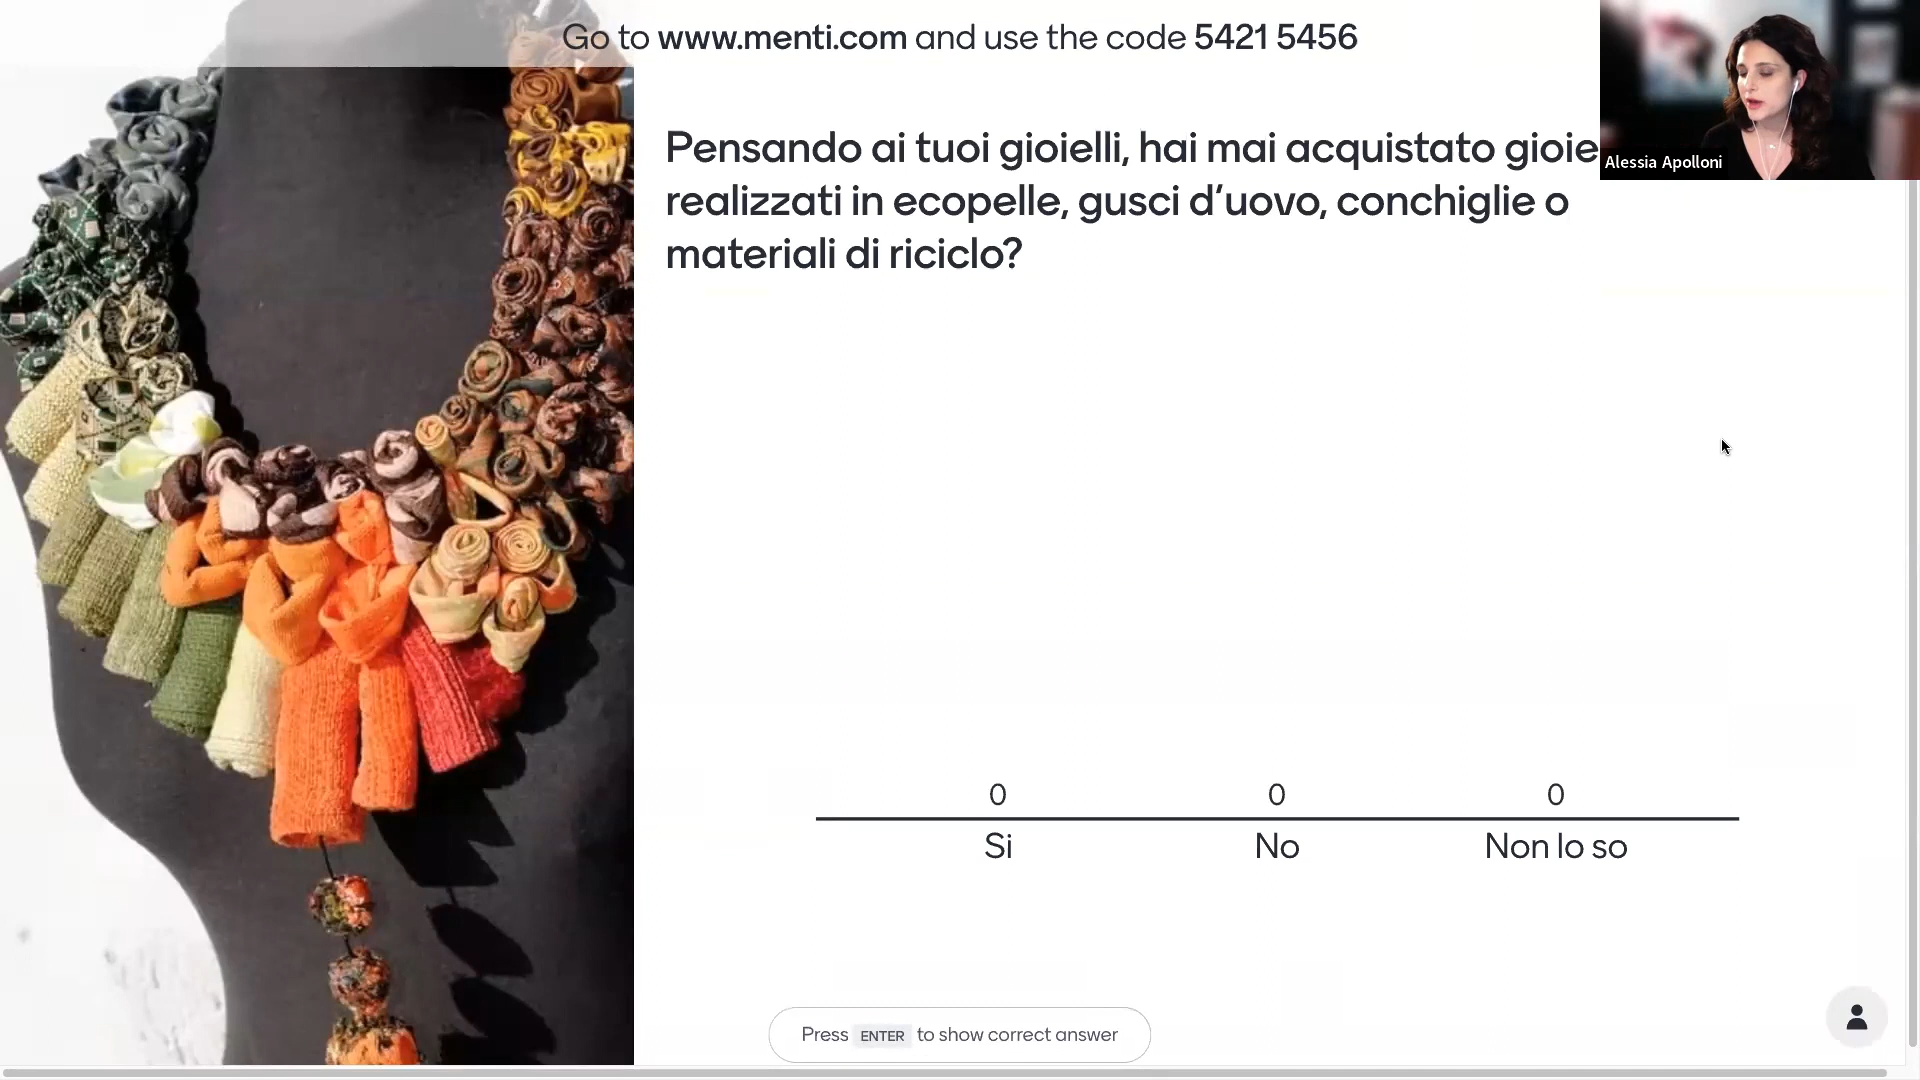 Go to www.menti.com and use the code 5421 5456
Pensando ai tuoi gioielli, hai mai acquistato gioie
realizzati in ecopelle, gusci d’uovo, conchiglie o
materiali di riciclo?
Alessia Apolloni
0 0 0
Si No Non lo so
Press ENTER to show correct answer